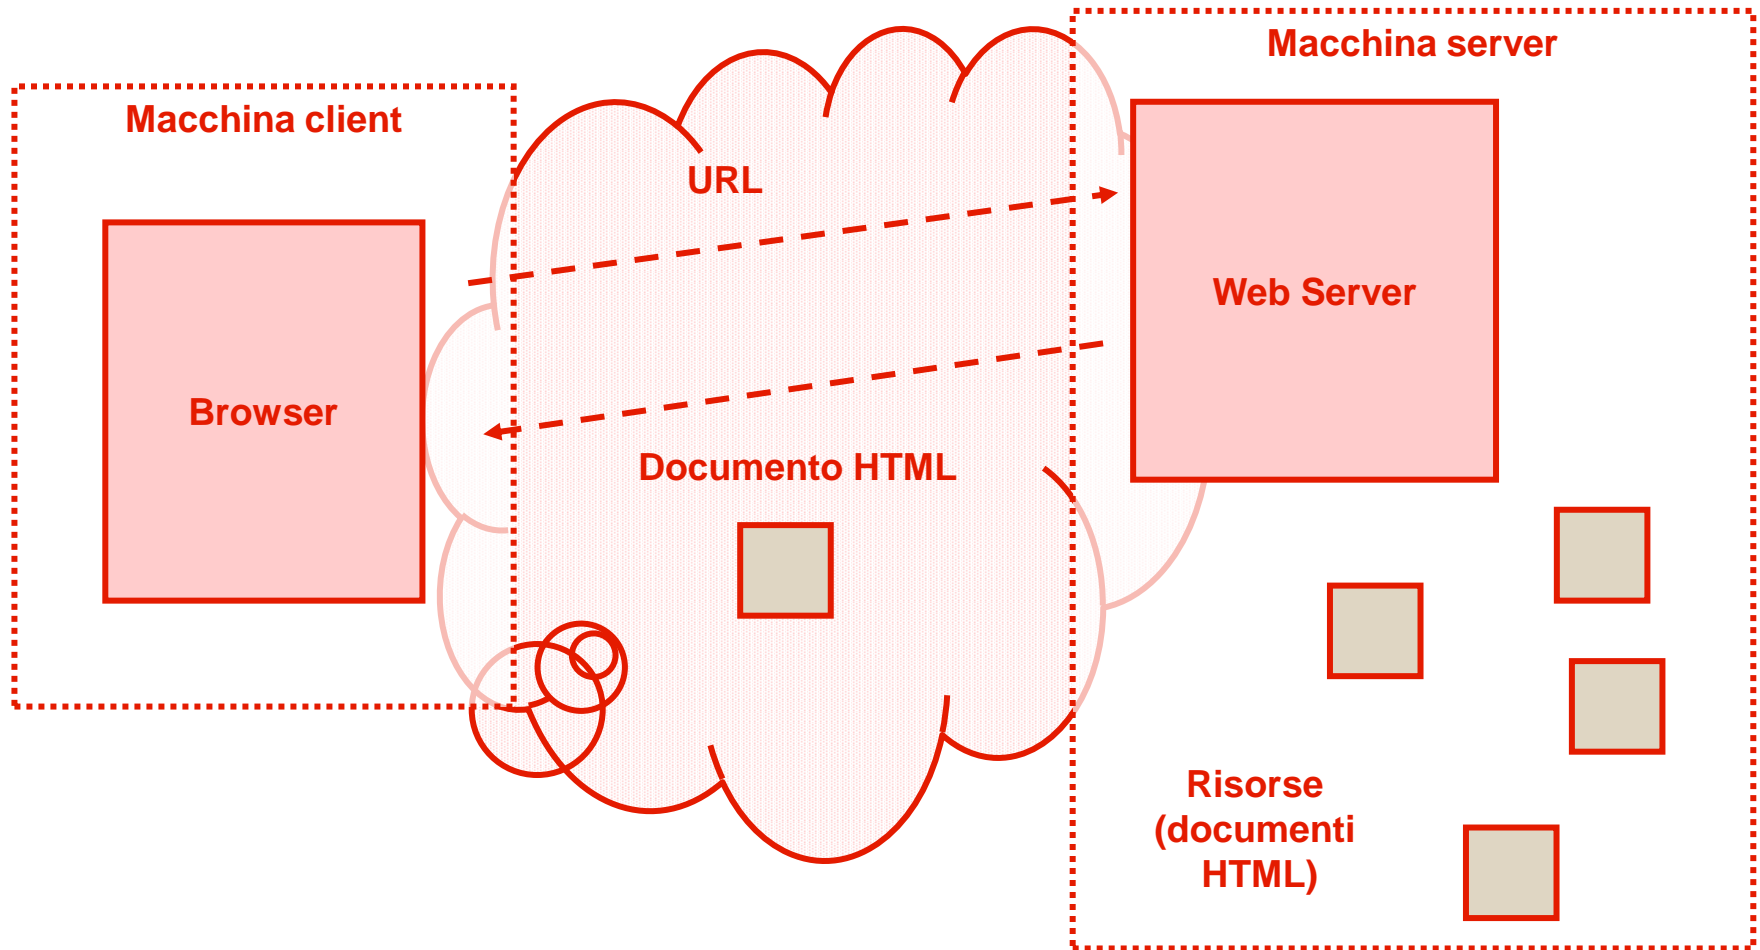 Macchina server
Macchina client
URL
Web Server
Browser
Documento HTML
Risorse
(documenti
HTML)